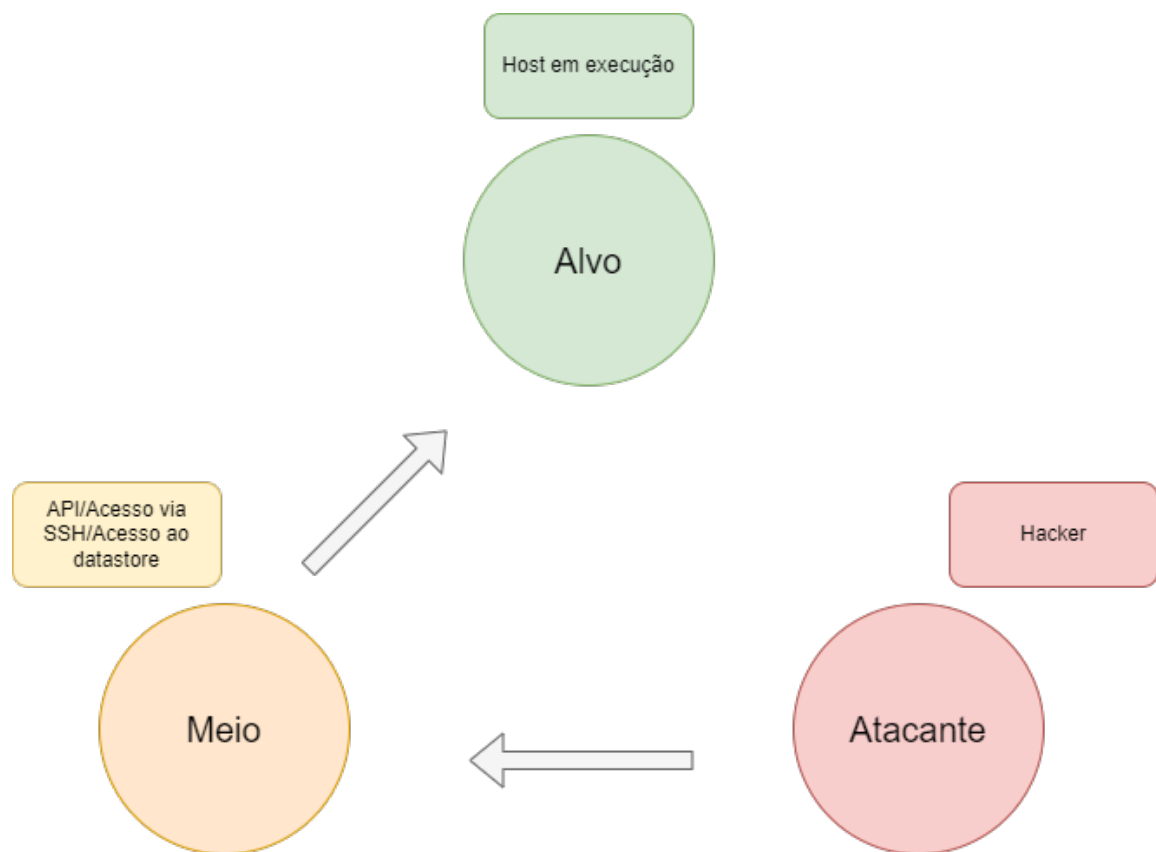 Host em execução
Alvo
API/Acesso via
SSH/Acesso ao
datastore
Hacker
Meio
Atacante